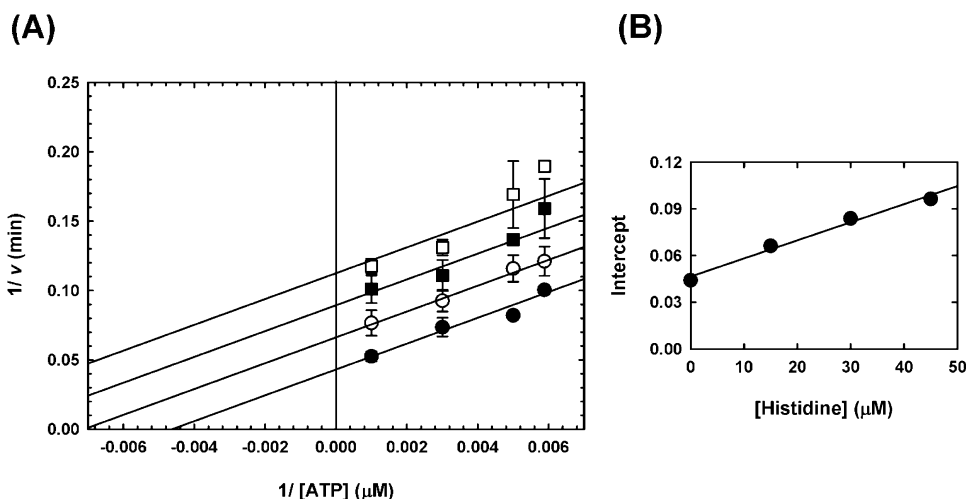 (A)
(B)
0.25
0.20
0.15
0.10
0.05
0.00
1/ v (min)
-0.006 -0.004 -0.002 0.000 0.002 0.004 0.006
1/ [ATP] (μM)
0.12
0.09
0.06
0.03
0.00
Intercept
0 10 20 30 40 50
[Histidine] (μM)